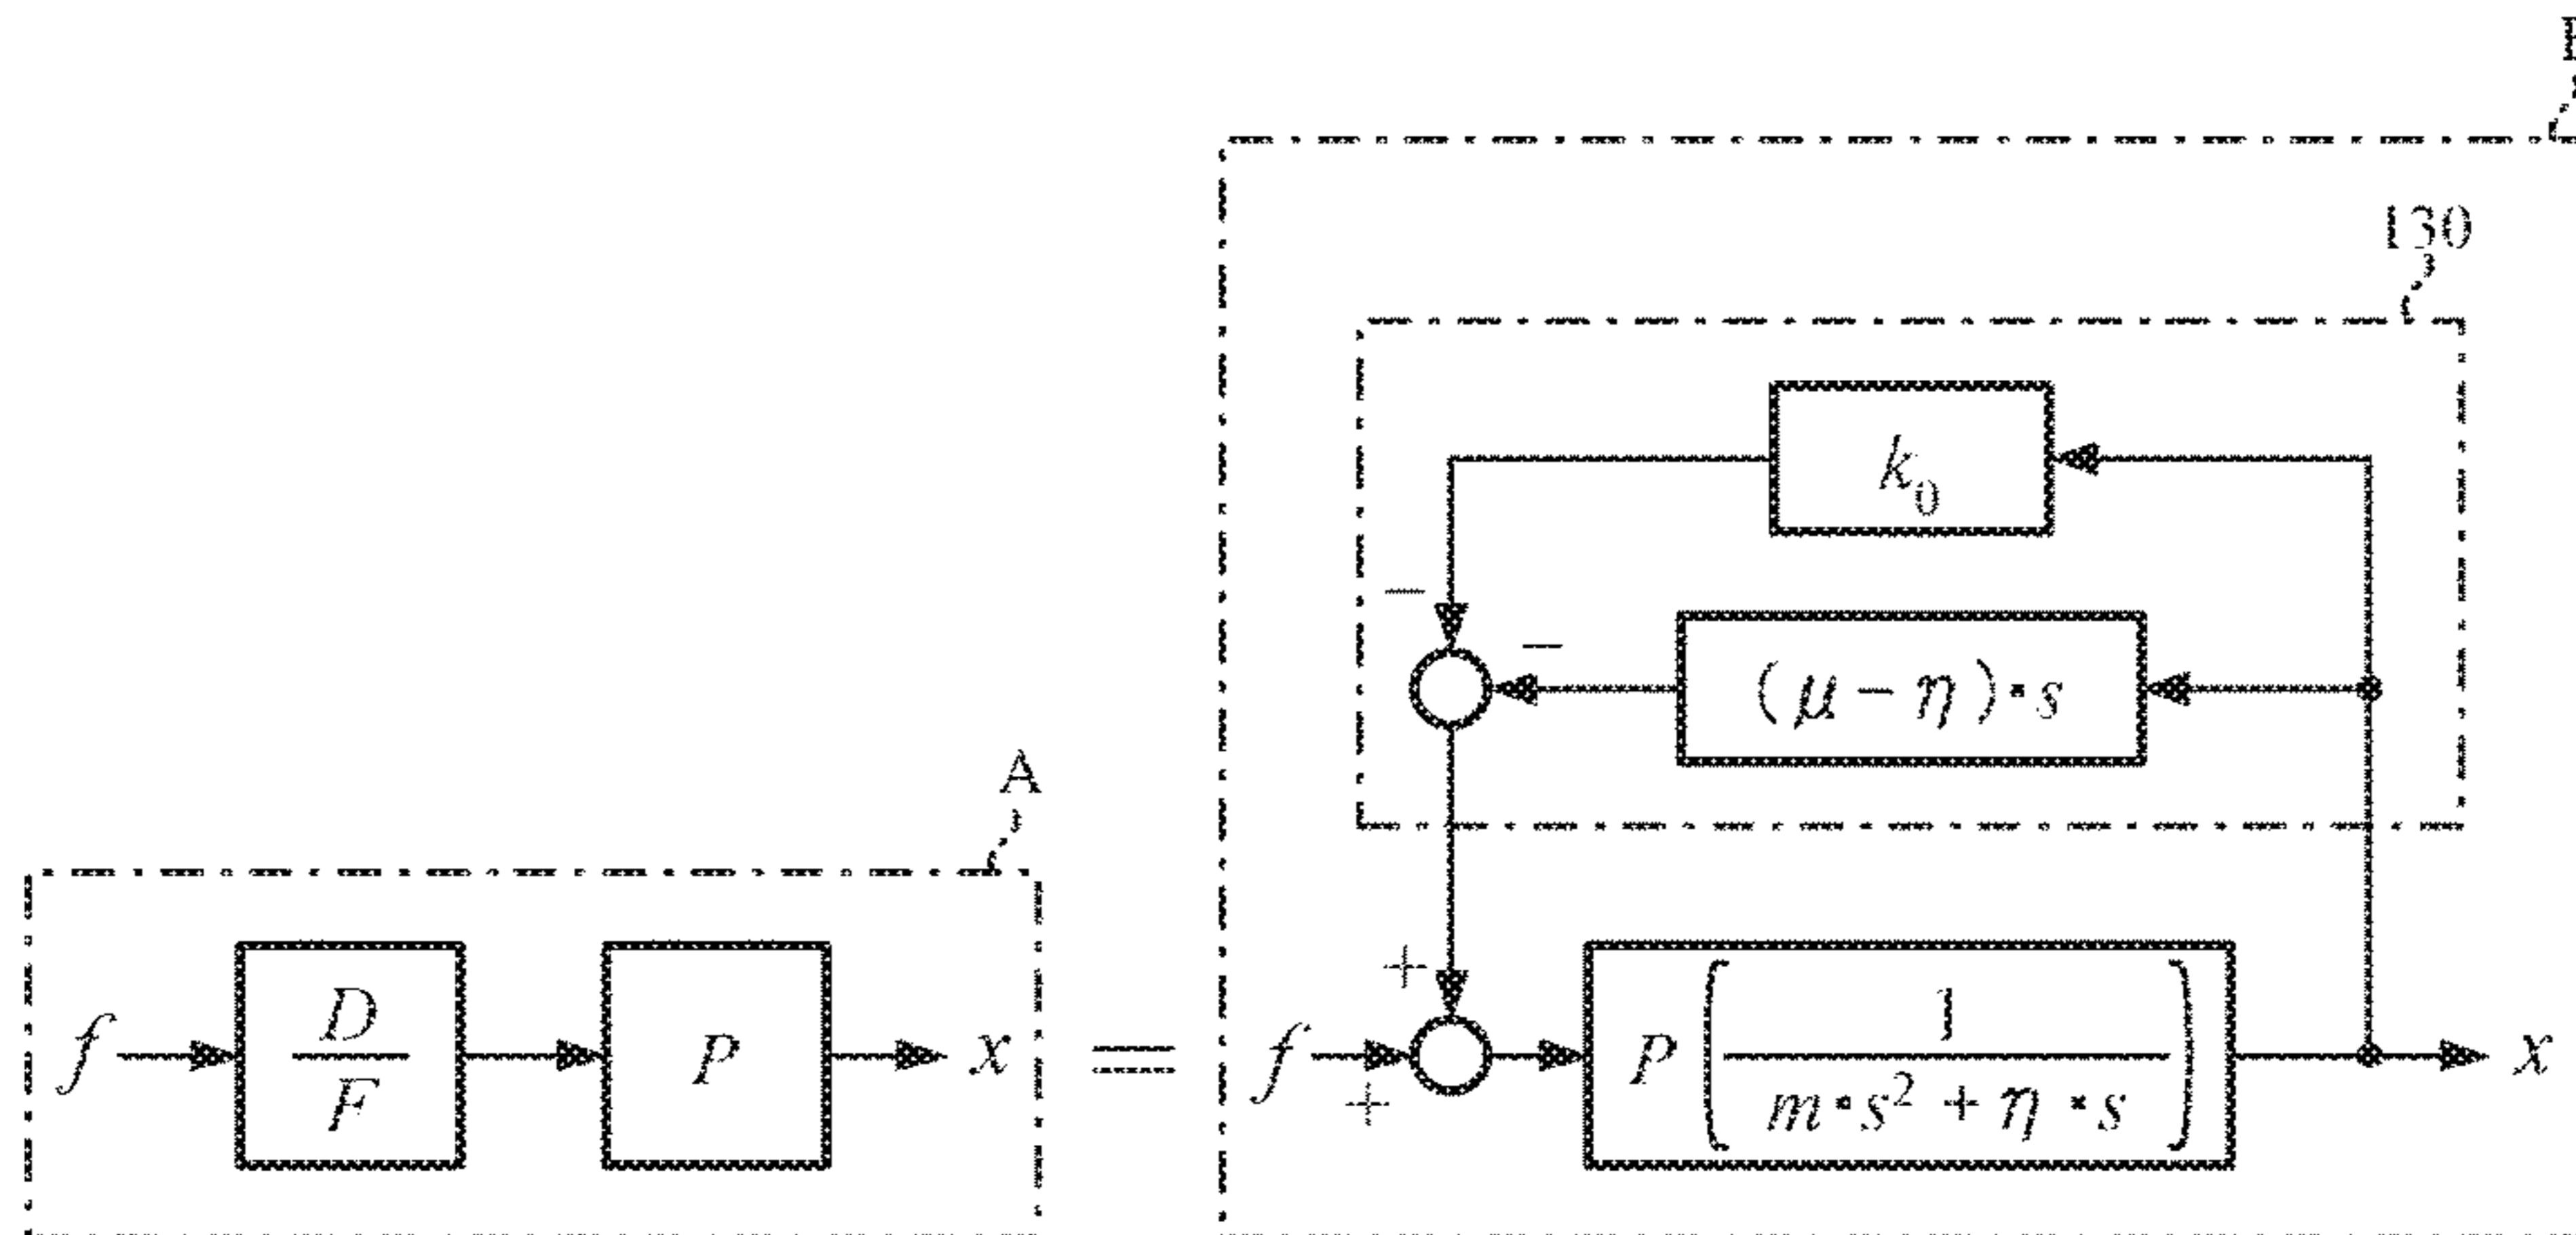 130
k₀
−
−
(μ − η)•s
A
+
f
D
F
P
x
=
f
+
P
1
m•s² + η•s
x